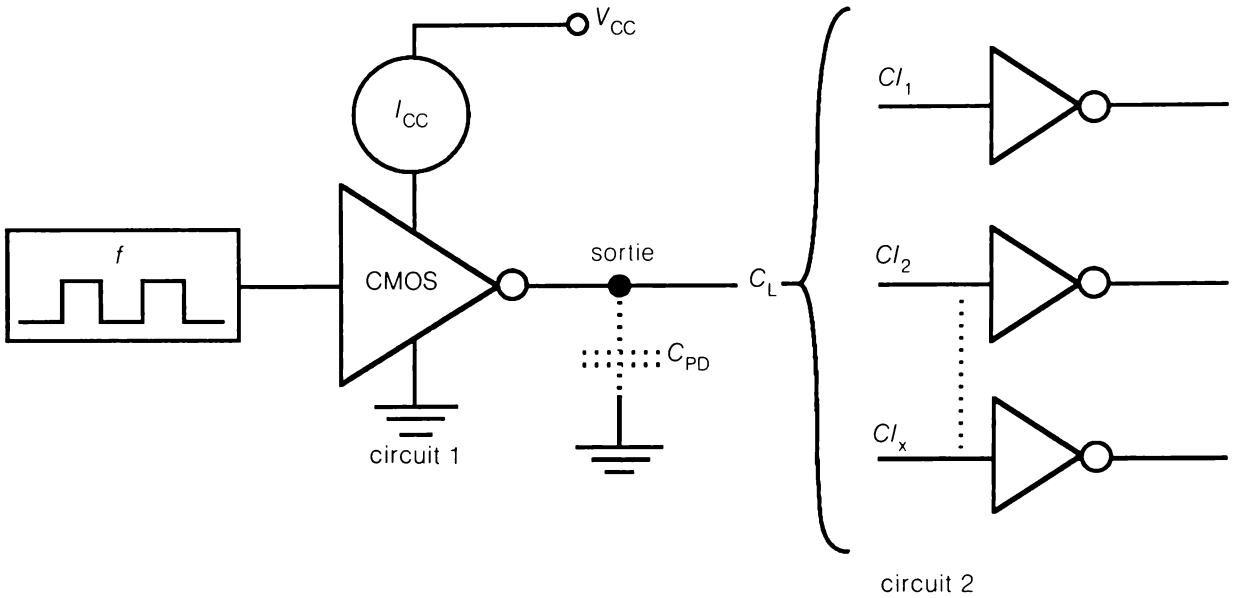 V_CC
I_CC
f
CMOS
sortie
C_L
C_PD
circuit 1
CI_1
CI_2
CI_x
circuit 2